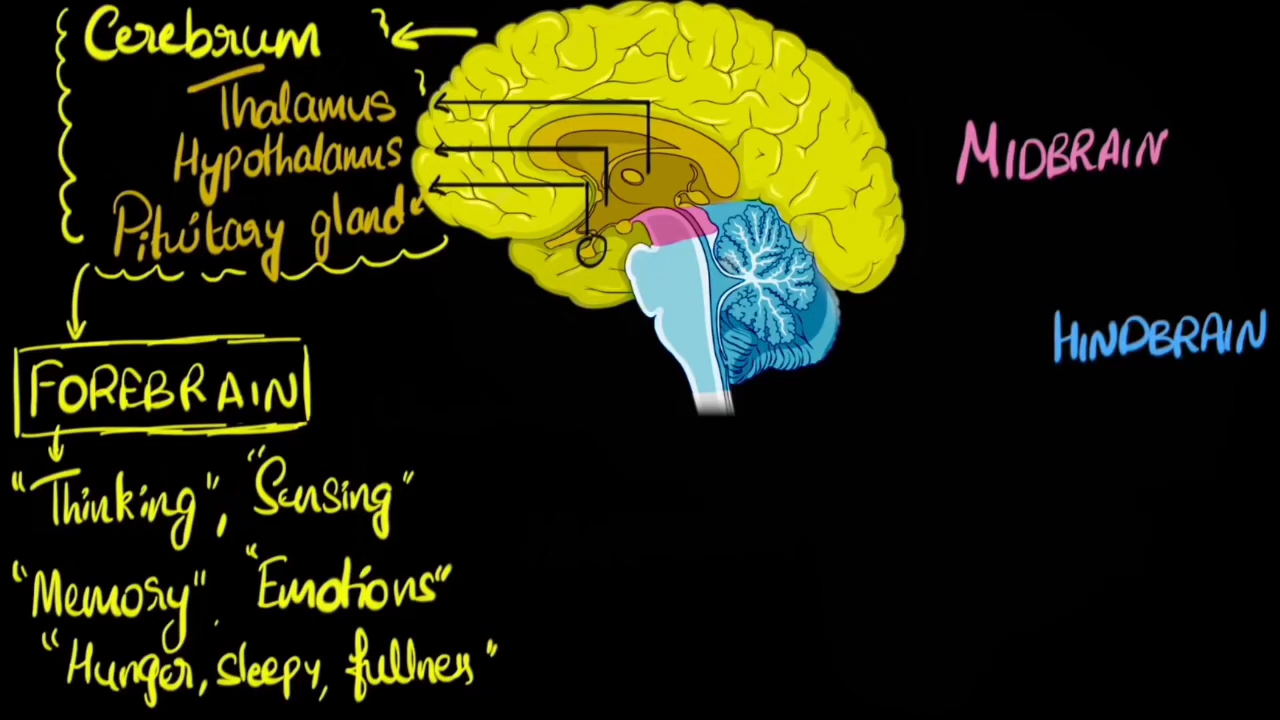 Cerebrum
Thalamus
Hypothalamus
Pituitary gland
MIDBRAIN
HINDBRAIN
FOREBRAIN
"Thinking", "Sensing"
"Memory", "Emotions"
"Hunger, sleepy, fullness"